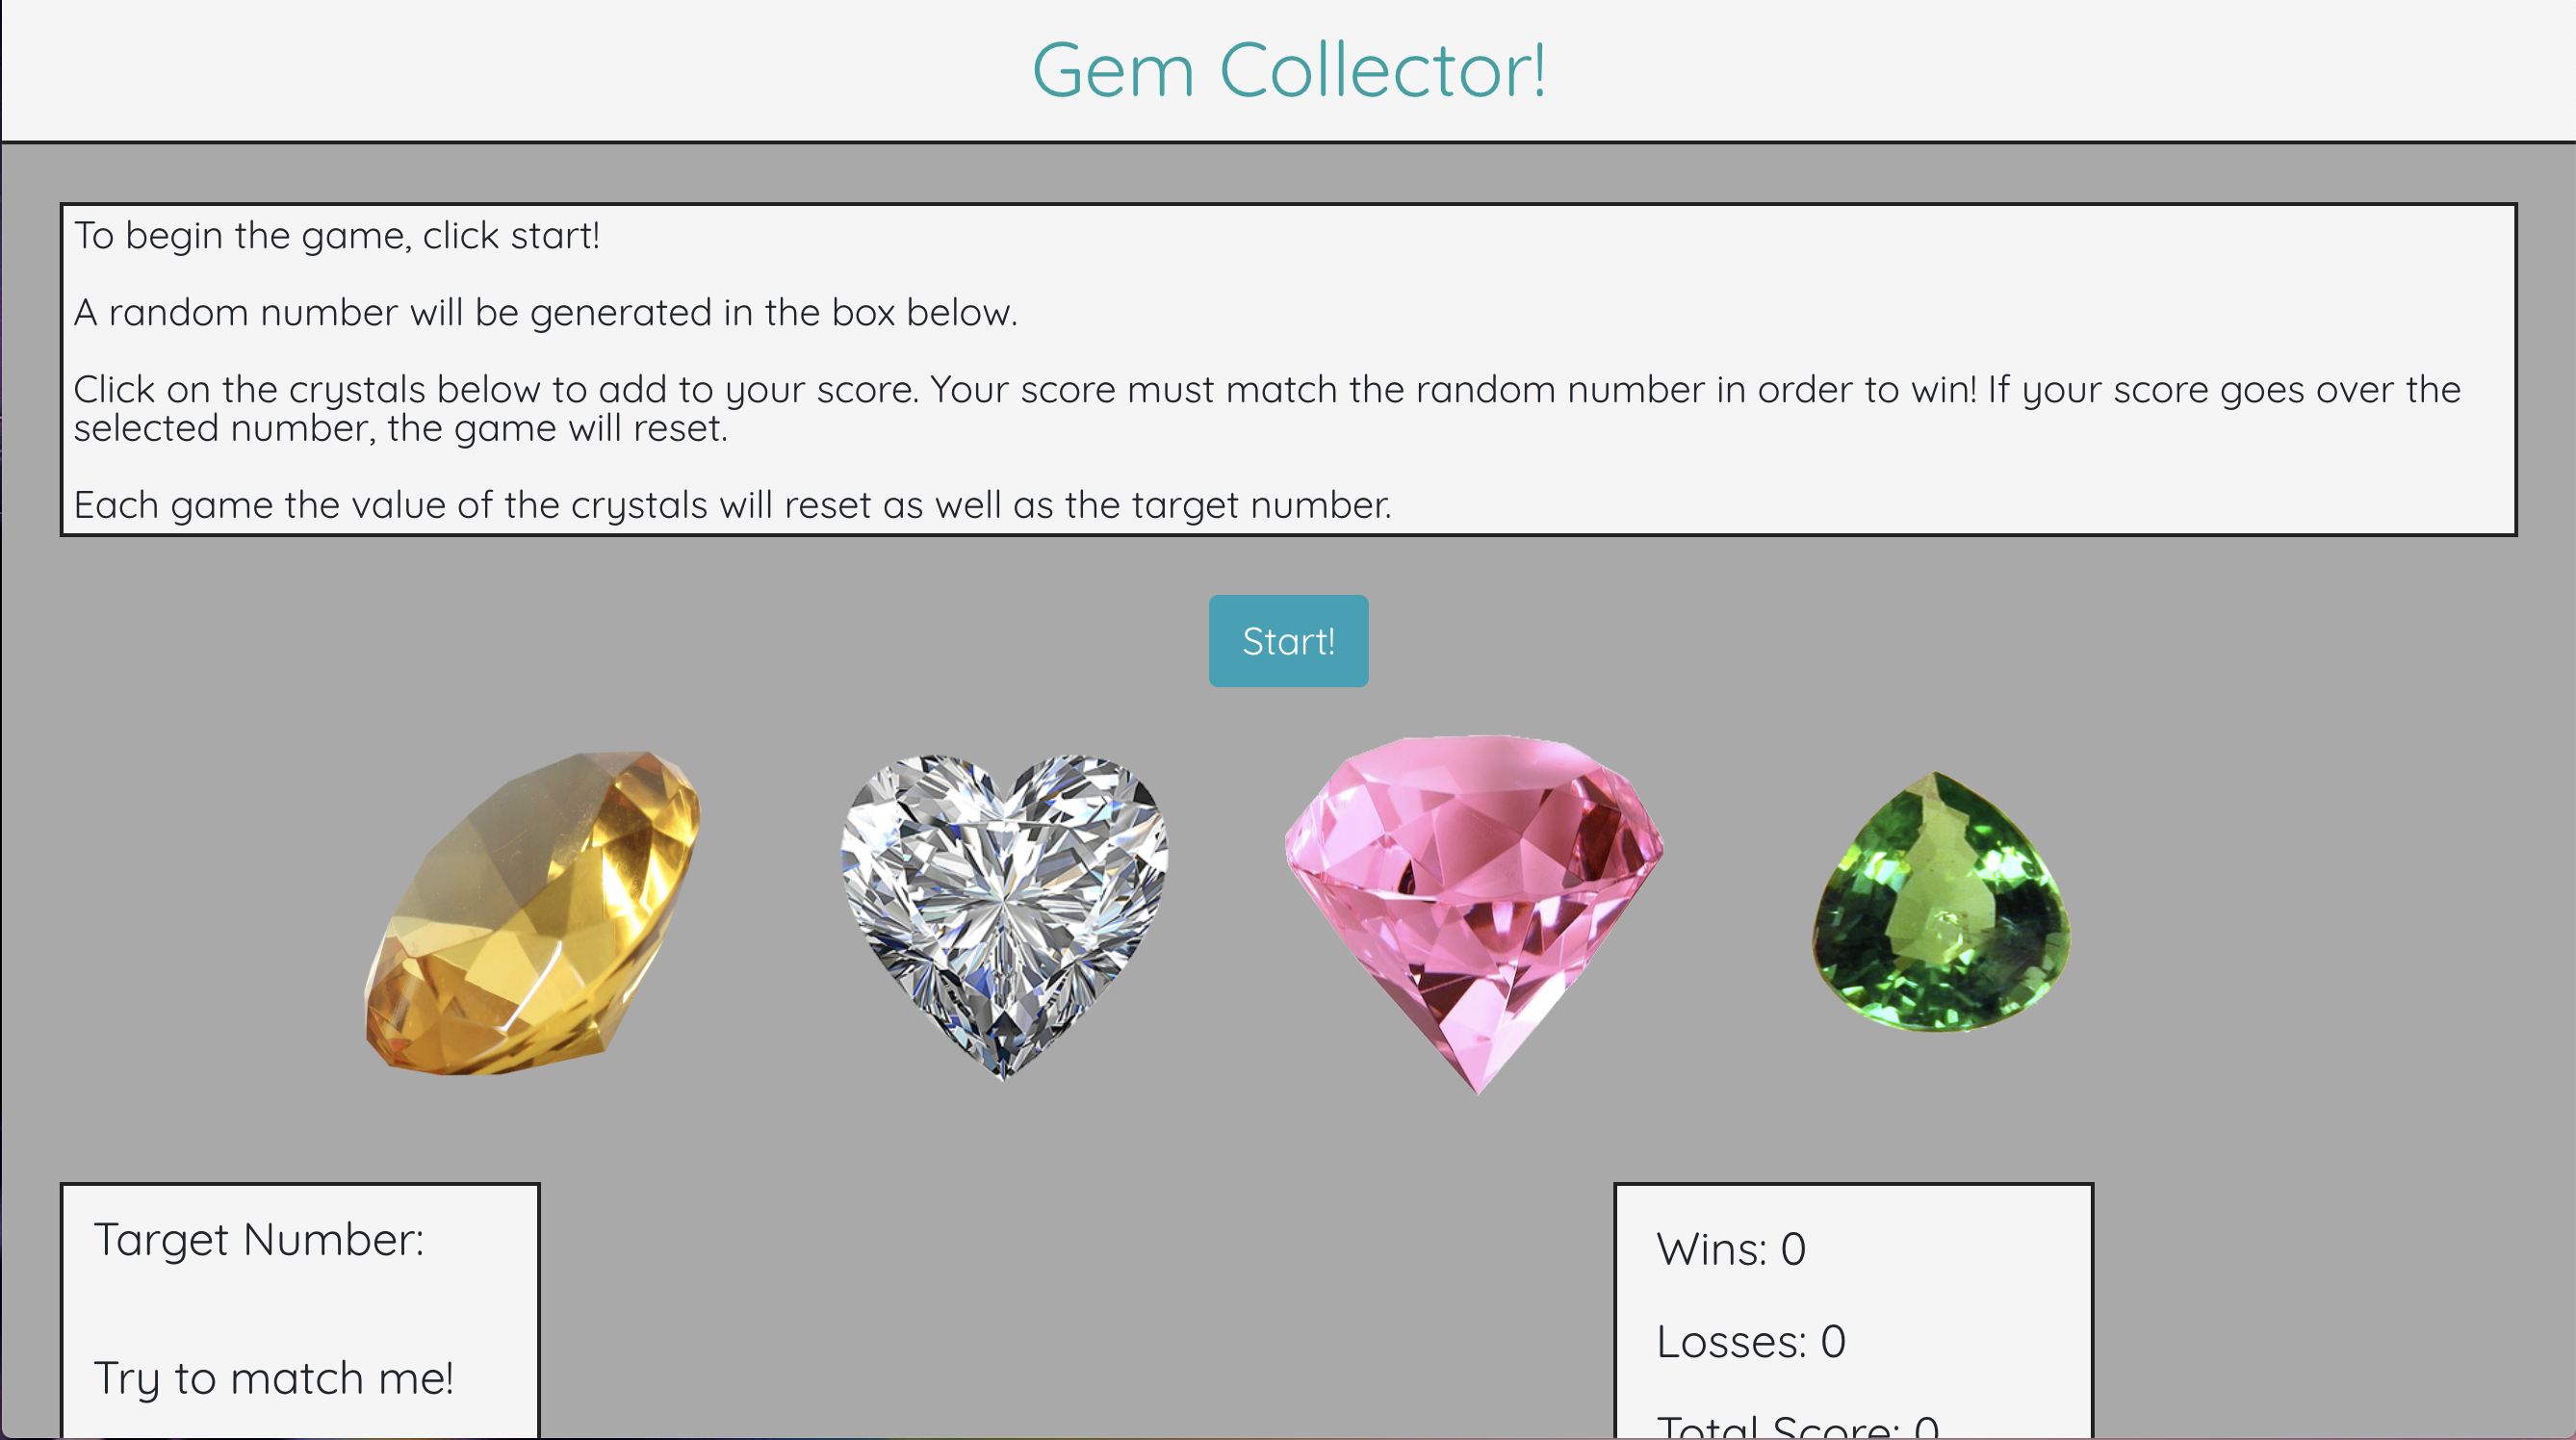 Gem Collector!
To begin the game, click start!
A random number will be generated in the box below.
Click on the crystals below to add to your score. Your score must match the random number in order to win! If your score goes over the
selected number, the game will reset.
Each game the value of the crystals will reset as well as the target number.
Start!
Target Number:
Try to match me!
Wins: 0
Losses: 0
Total Score: 0